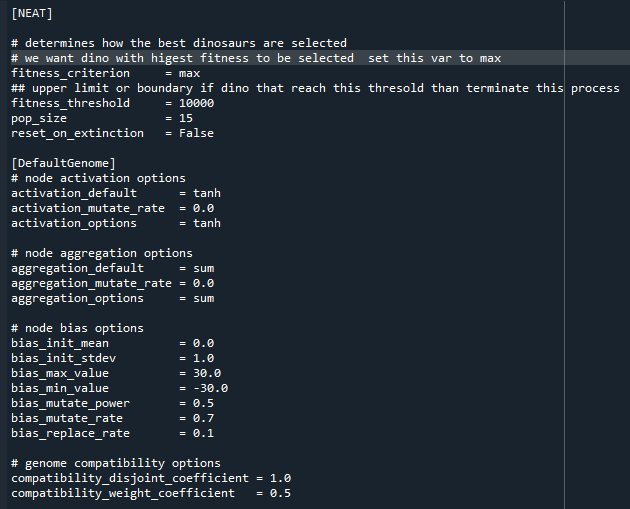 [NEAT]
# determines how the best dinosaurs are selected
# we want dino with higest fitness to be selected  set this var to max
fitness_criterion     = max
## upper limit or boundary if dino that reach this thresold than terminate this process
fitness_threshold     = 10000
pop_size              = 15
reset_on_extinction   = False
[DefaultGenome]
# node activation options
activation_default      = tanh
activation_mutate_rate  = 0.0
activation_options      = tanh
# node aggregation options
aggregation_default     = sum
aggregation_mutate_rate = 0.0
aggregation_options     = sum
# node bias options
bias_init_mean          = 0.0
bias_init_stdev         = 1.0
bias_max_value          = 30.0
bias_min_value          = -30.0
bias_mutate_power       = 0.5
bias_mutate_rate        = 0.7
bias_replace_rate       = 0.1
# genome compatibility options
compatibility_disjoint_coefficient = 1.0
compatibility_weight_coefficient   = 0.5